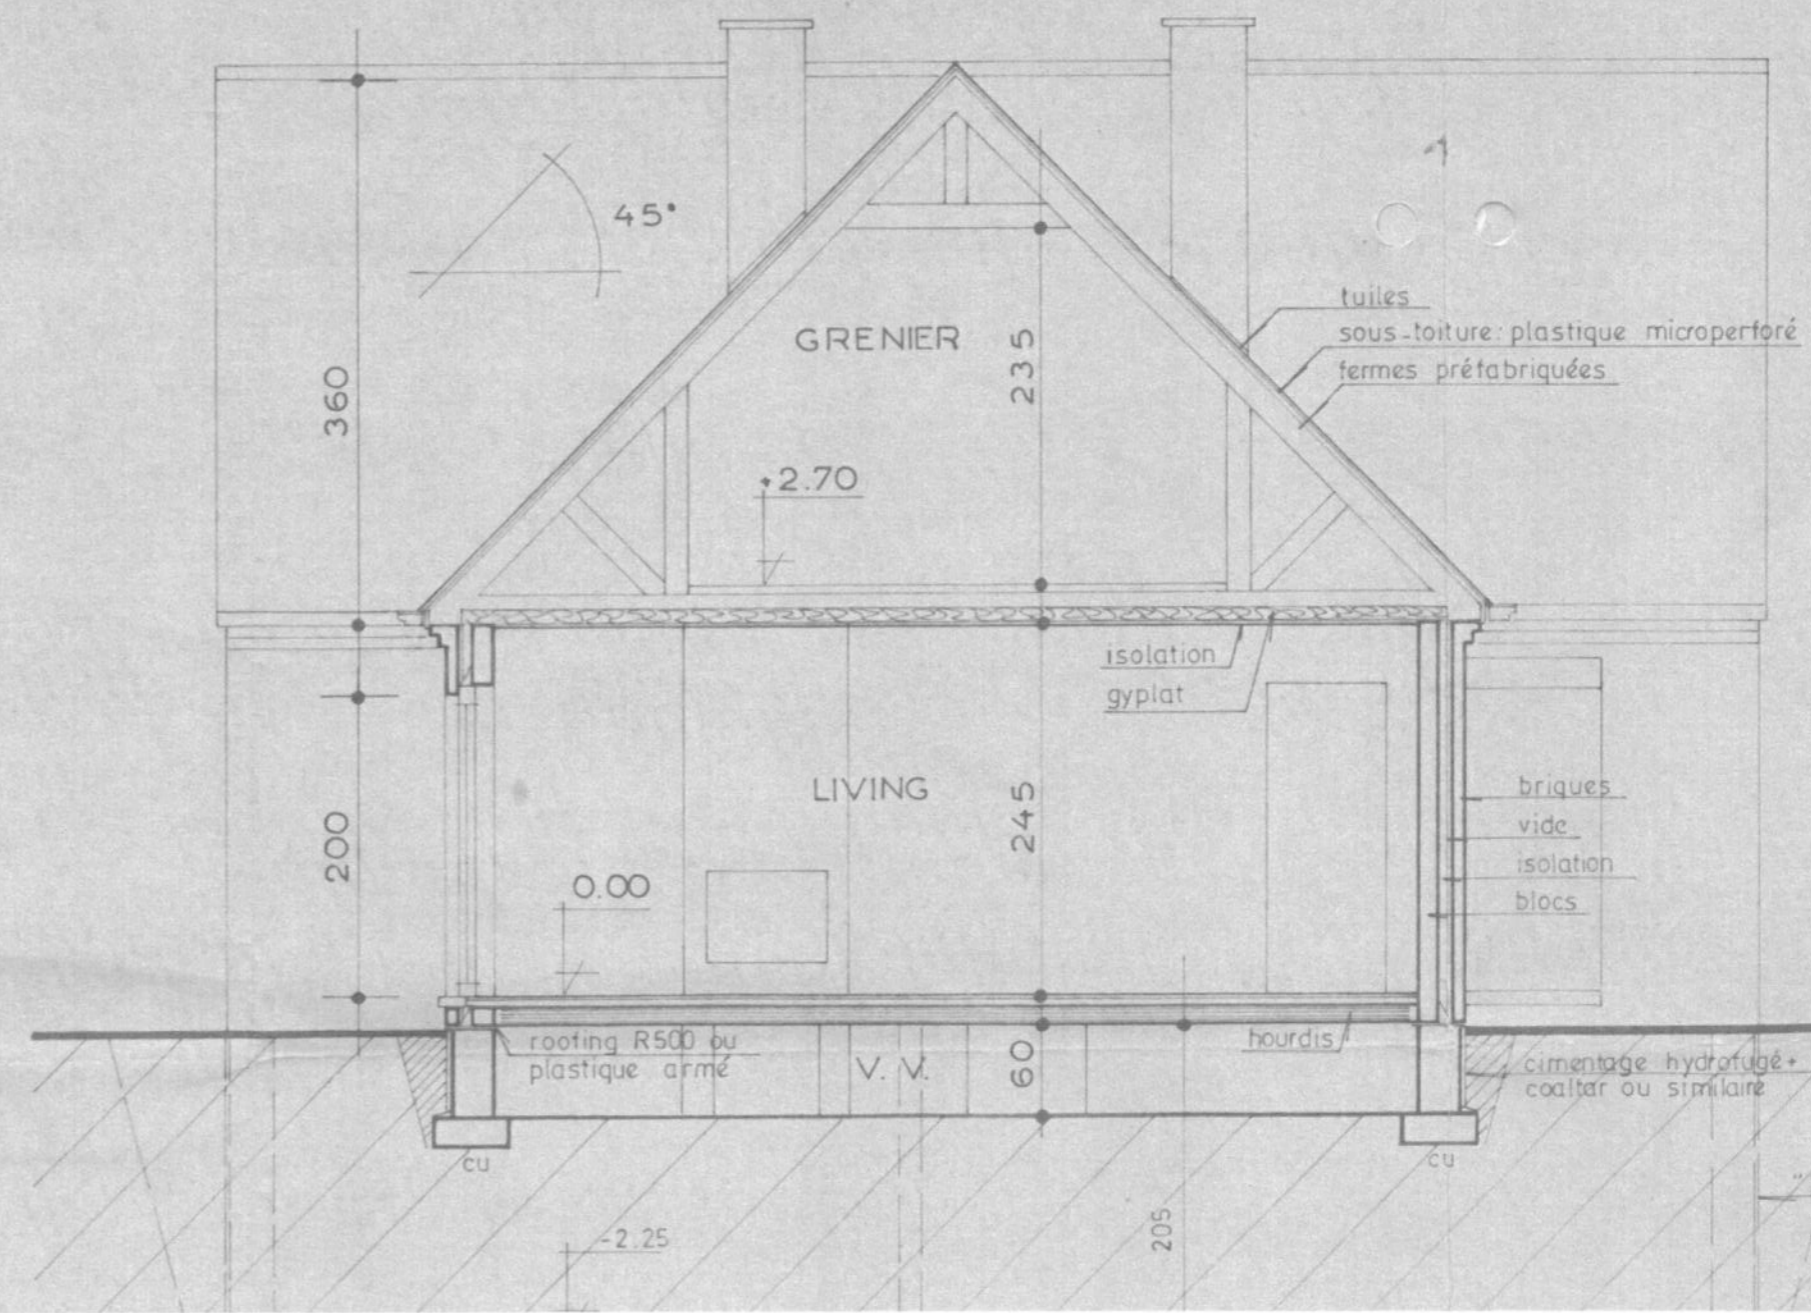 45°
tuiles
sous-toiture: plastique microperforé
fermes préfabriquées
GRENIER
235
360
+2.70
isolation
gyplat
LIVING
245
200
0.00
briques
vide
isolation
blocs
rooting R500 ou
plastique armé
V. V.
60
hourdis
cimentage hydrofugé+
coaltar ou similaire
cu
cu
-2.25
205